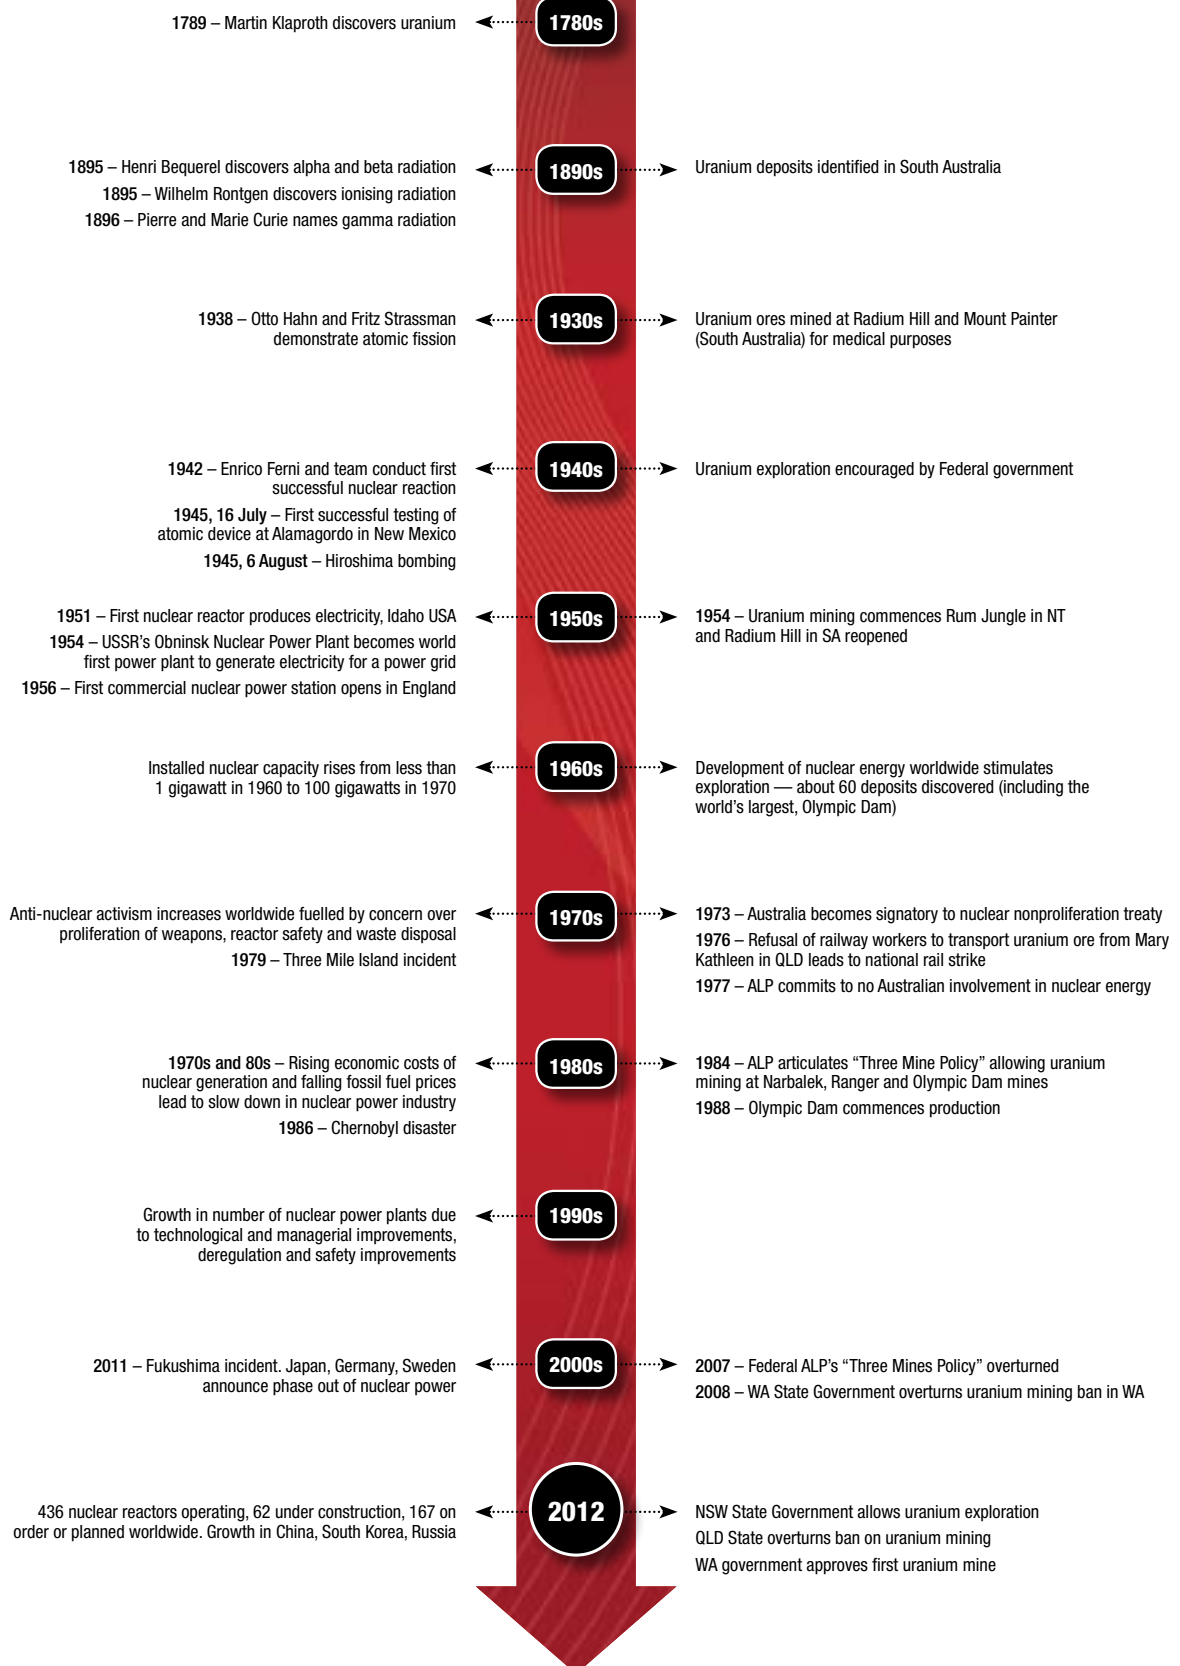 1789 – Martin Klaproth discovers uranium
1780s
1895 – Henri Bequerel discovers alpha and beta radiation
1895 – Wilhelm Rontgen discovers ionising radiation
1896 – Pierre and Marie Curie names gamma radiation
1890s
Uranium deposits identified in South Australia
1938 – Otto Hahn and Fritz Strassman
demonstrate atomic fission
1930s
Uranium ores mined at Radium Hill and Mount Painter
(South Australia) for medical purposes
1942 – Enrico Ferni and team conduct first
successful nuclear reaction
1945, 16 July – First successful testing of
atomic device at Alamagordo in New Mexico
1945, 6 August – Hiroshima bombing
1940s
Uranium exploration encouraged by Federal government
1951 – First nuclear reactor produces electricity, Idaho USA
1954 – USSR's Obninsk Nuclear Power Plant becomes world
first power plant to generate electricity for a power grid
1956 – First commercial nuclear power station opens in England
1950s
1954 – Uranium mining commences Rum Jungle in NT
and Radium Hill in SA reopened
Installed nuclear capacity rises from less than
1 gigawatt in 1960 to 100 gigawatts in 1970
1960s
Development of nuclear energy worldwide stimulates
exploration — about 60 deposits discovered (including the
world's largest, Olympic Dam)
Anti-nuclear activism increases worldwide fuelled by concern over
proliferation of weapons, reactor safety and waste disposal
1979 – Three Mile Island incident
1970s
1973 – Australia becomes signatory to nuclear nonproliferation treaty
1976 – Refusal of railway workers to transport uranium ore from Mary
Kathleen in QLD leads to national rail strike
1977 – ALP commits to no Australian involvement in nuclear energy
1970s and 80s – Rising economic costs of
nuclear generation and falling fossil fuel prices
lead to slow down in nuclear power industry
1986 – Chernobyl disaster
1980s
1984 – ALP articulates “Three Mine Policy” allowing uranium
mining at Narbalek, Ranger and Olympic Dam mines
1988 – Olympic Dam commences production
Growth in number of nuclear power plants due
to technological and managerial improvements,
deregulation and safety improvements
1990s
2011 – Fukushima incident. Japan, Germany, Sweden
announce phase out of nuclear power
2000s
2007 – Federal ALP's “Three Mines Policy” overturned
2008 – WA State Government overturns uranium mining ban in WA
436 nuclear reactors operating, 62 under construction, 167 on
order or planned worldwide. Growth in China, South Korea, Russia
2012
NSW State Government allows uranium exploration
QLD State overturns ban on uranium mining
WA government approves first uranium mine